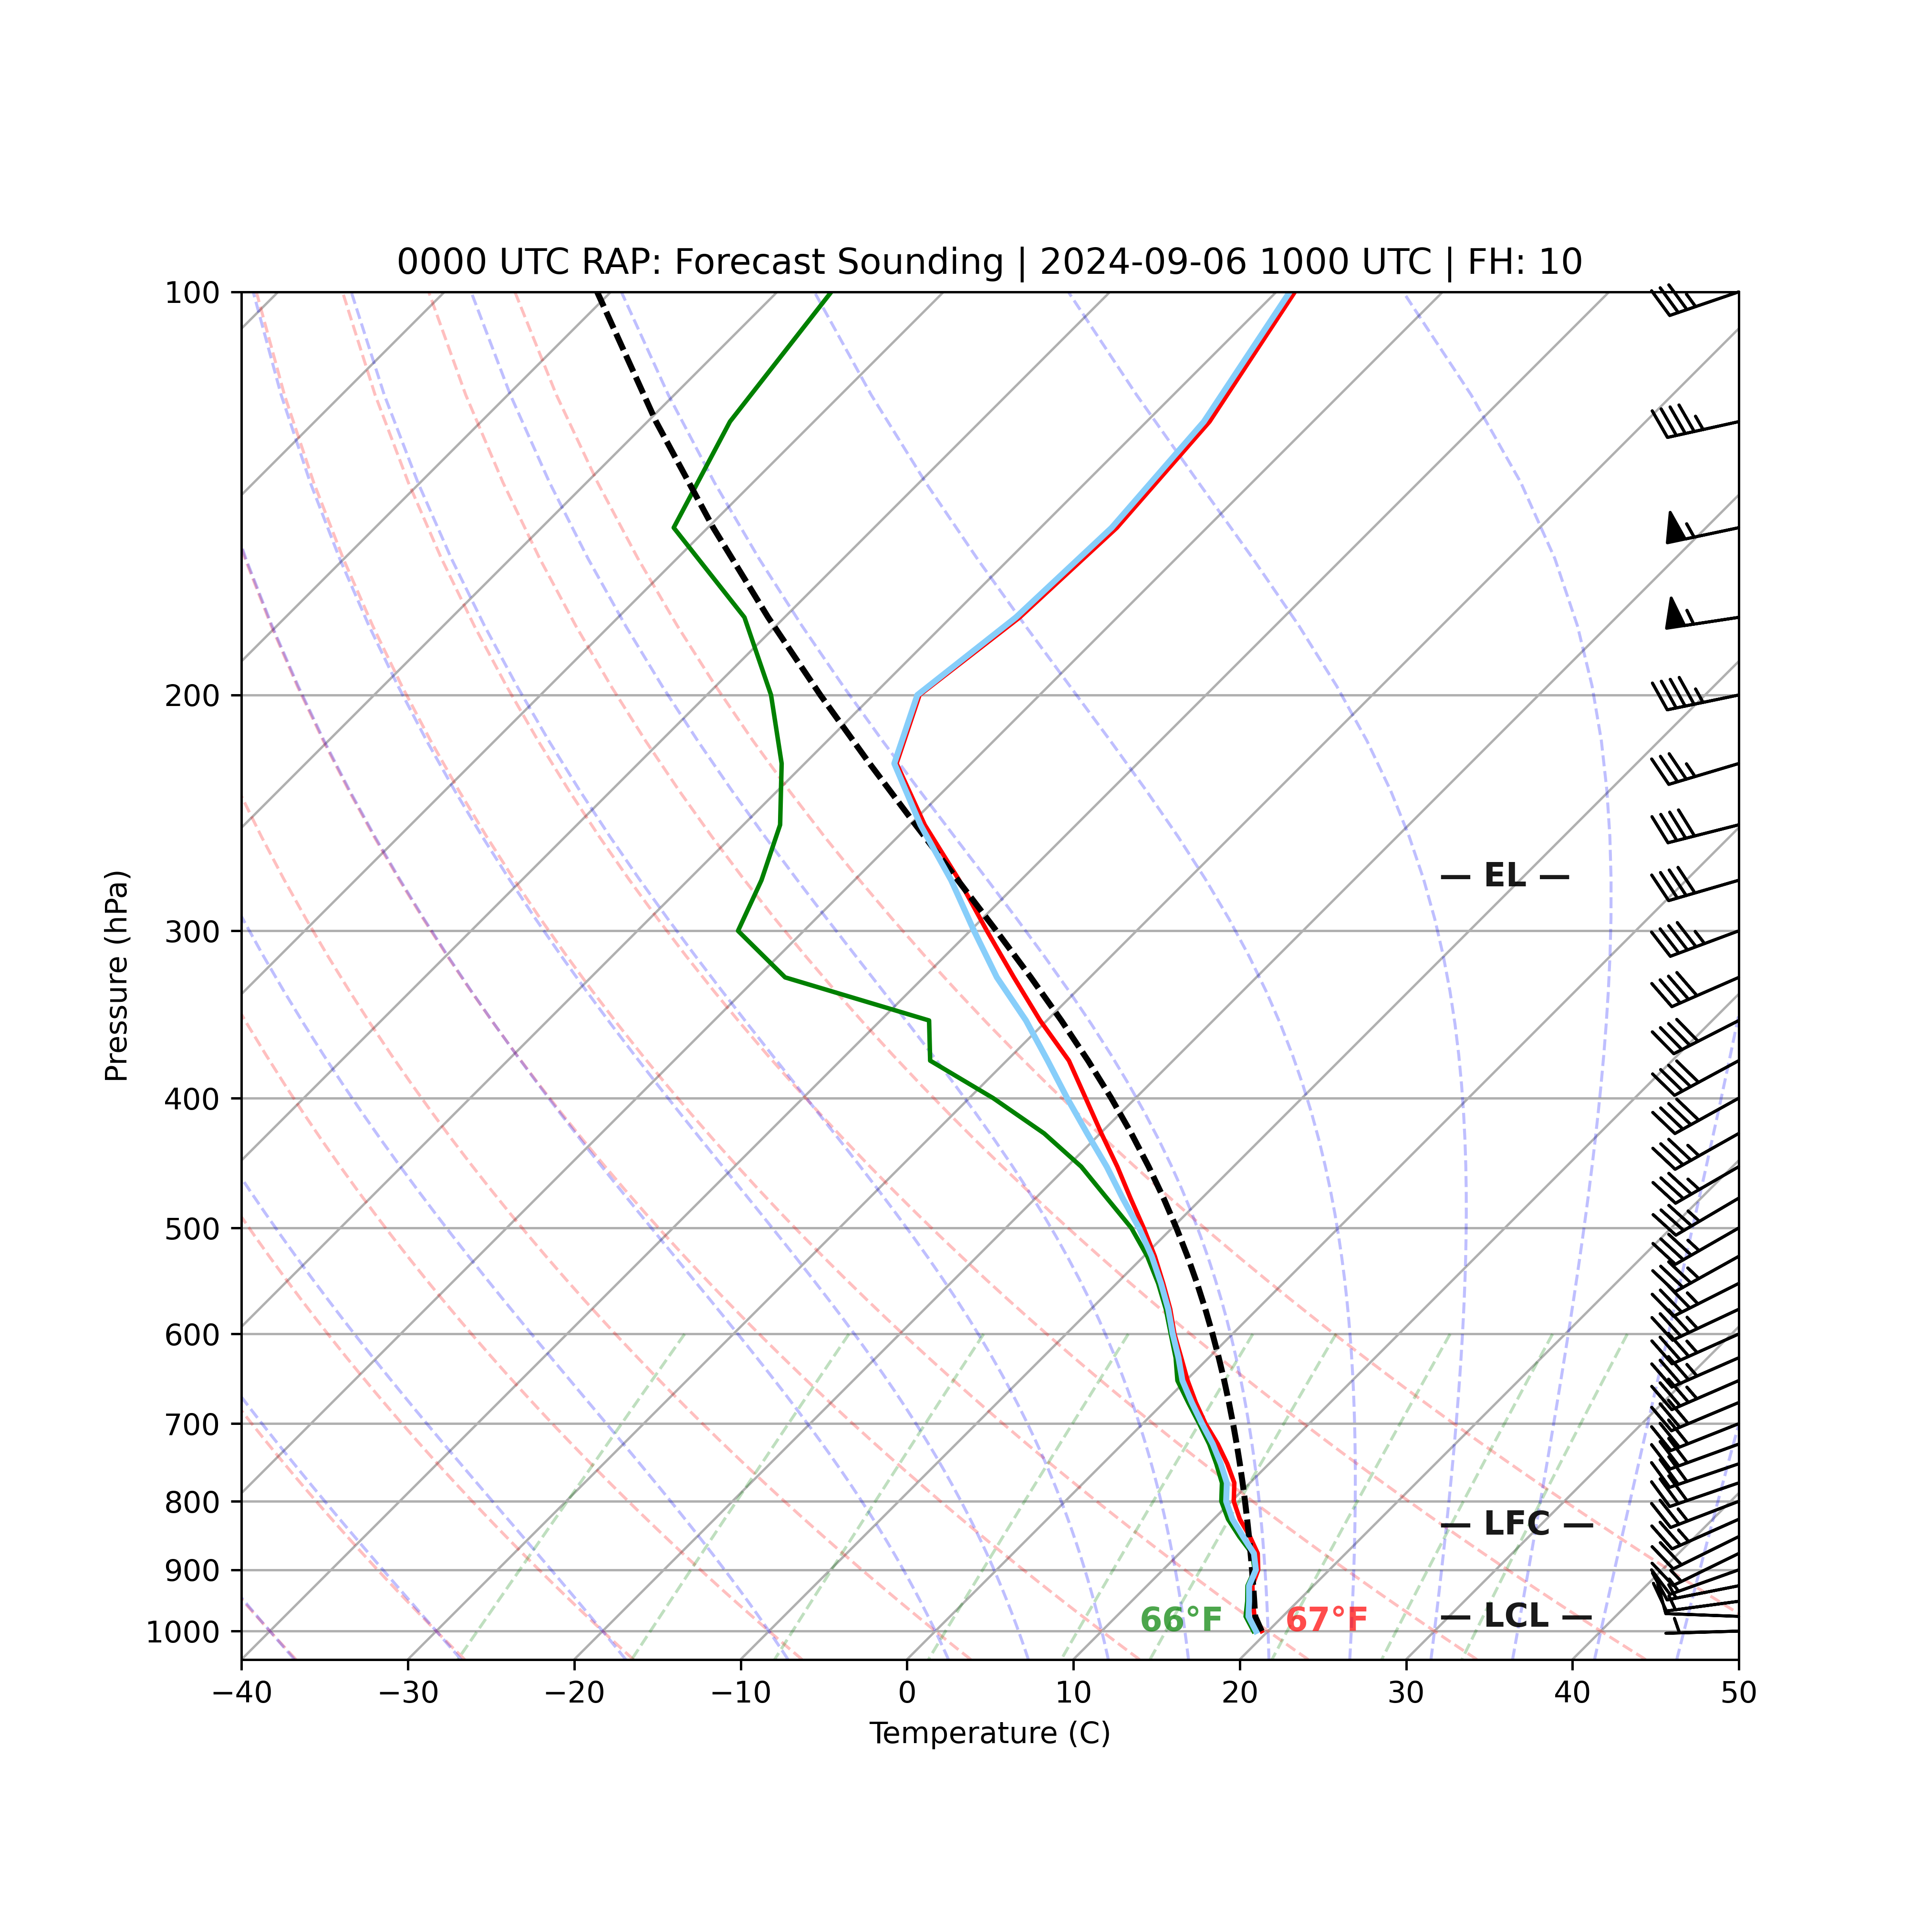 0000 UTC RAP: Forecast Sounding | 2024-09-06 1000 UTC | FH: 10
100
200
300
400
500
600
700
800
900
1000
Pressure (hPa)
— EL —
— LFC —
— LCL —
66°F 67°F
−40 −30 −20 −10 0 10 20 30 40 50
Temperature (C)